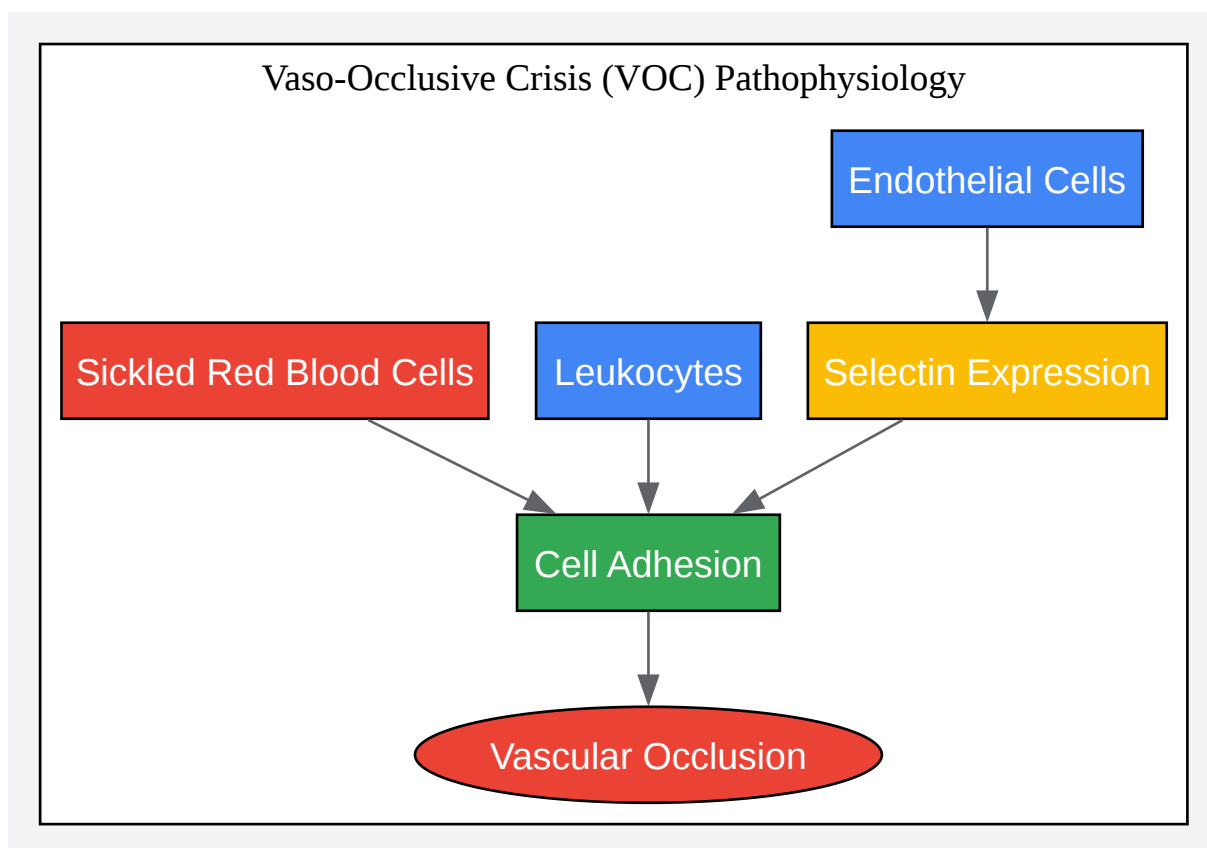 Vaso-Occlusive Crisis (VOC) Pathophysiology
Endothelial Cells
Sickled Red Blood Cells
Leukocytes
Selectin Expression
Cell Adhesion
Vascular Occlusion